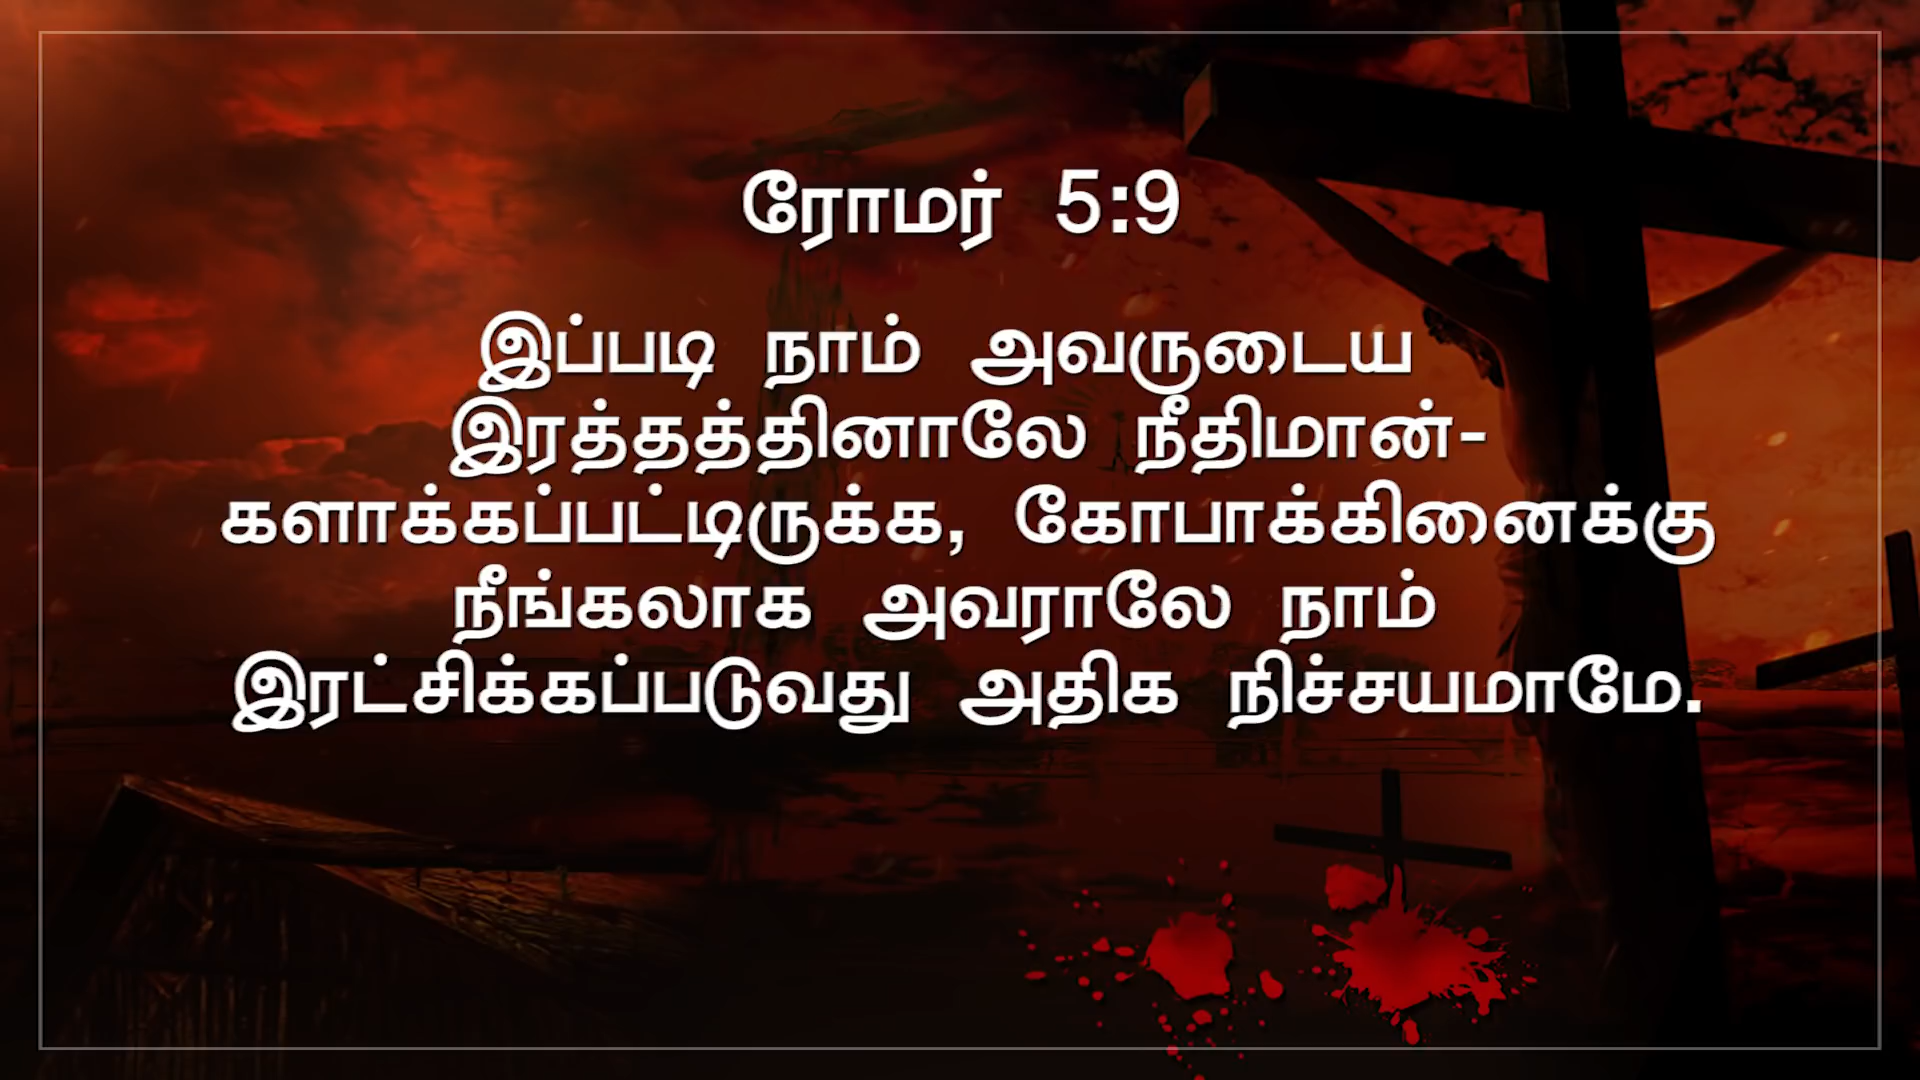 ரோமர் 5:9
இப்படி நாம் அவருடைய
இரத்தத்தினாலே நீதிமான்-
களாக்கப்பட்டிருக்க, கோபாக்கினைக்கு
நீங்கலாக அவராலே நாம்
இரட்சிக்கப்படுவது அதிக நிச்சயமாமே.